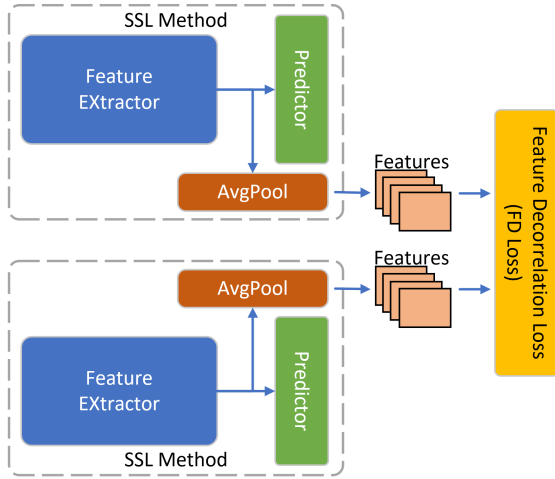 SSL Method
Feature
EXtractor
Predictor
AvgPool
Features
Feature Decorrelation Loss
(FD Loss)
Features
AvgPool
Feature
EXtractor
Predictor
SSL Method